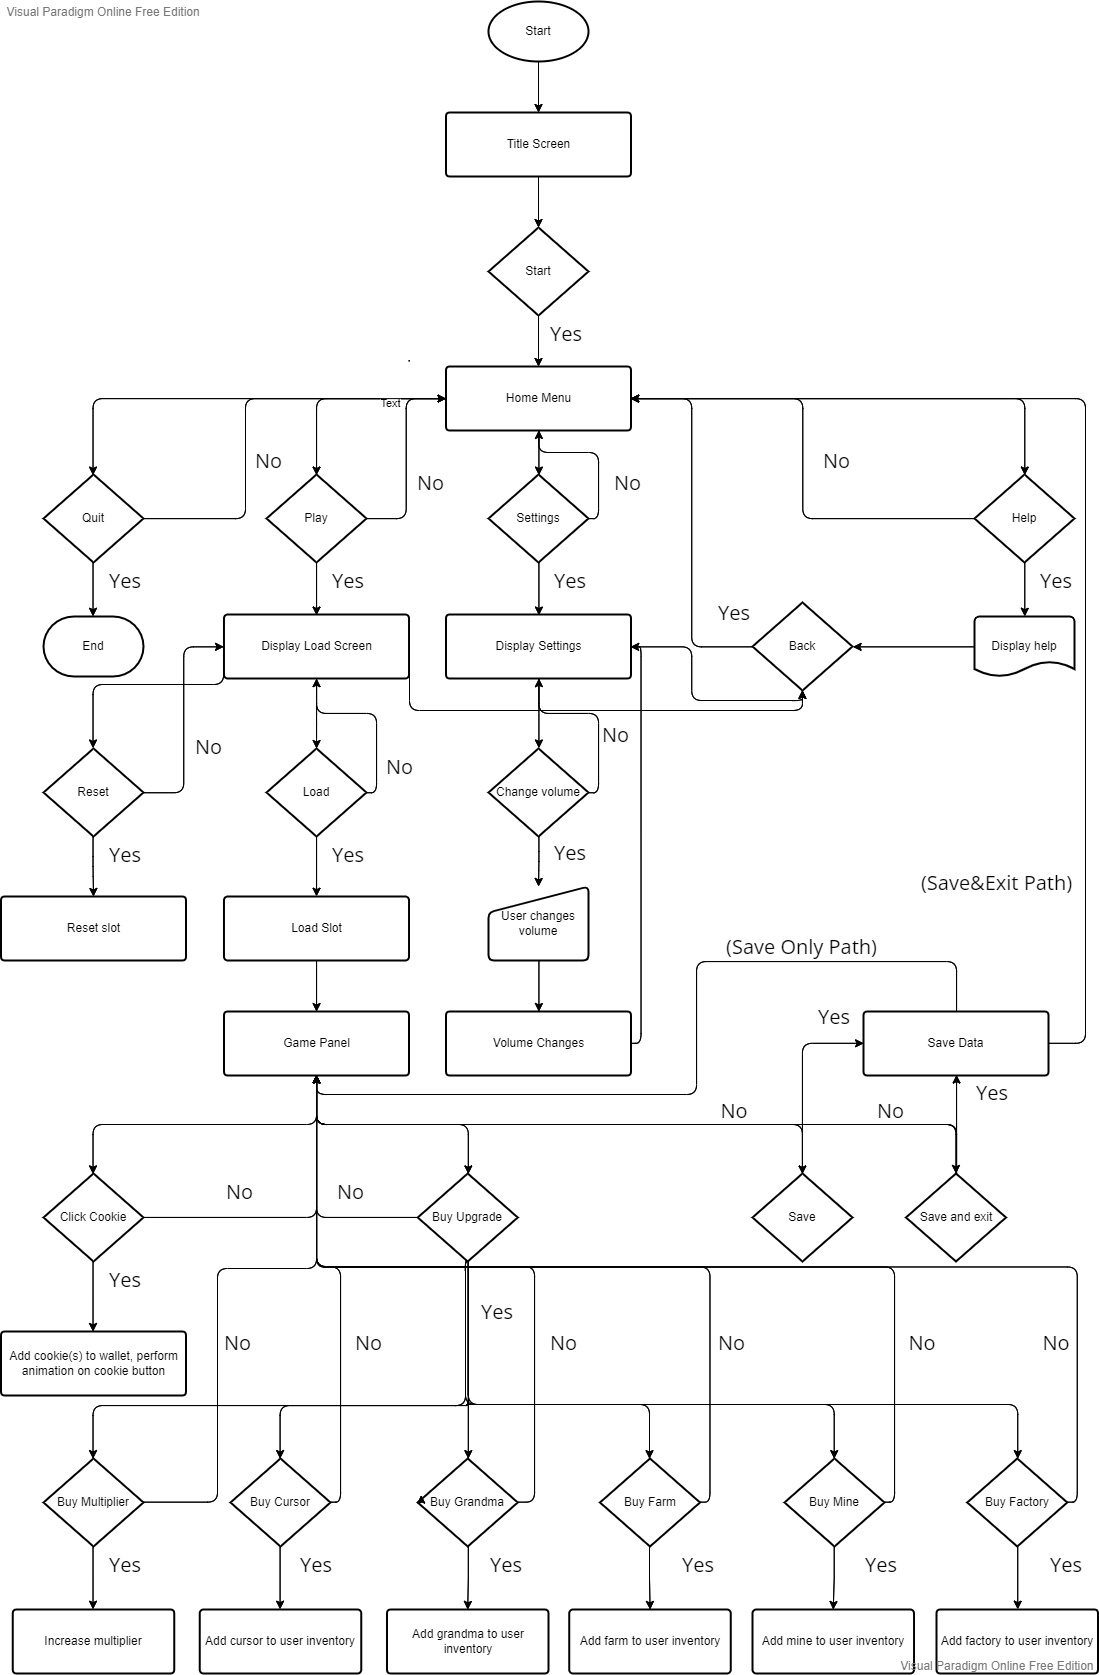 Visual Paradigm Online Free Edition
Start
Title Screen
Start
Yes
Home Menu
Text
No
No
No
No
Quit
Play
Settings
Help
Yes
Yes
Yes
Yes
Yes
End
Display Load Screen
Display Settings
Back
Display help
No
No
No
Reset
Load
Change volume
Yes
Yes
Yes
(Save&Exit Path)
Reset slot
Load Slot
User changes
volume
(Save Only Path)
Yes
Game Panel
Volume Changes
Save Data
Yes
No
No
No
No
Click Cookie
Buy Upgrade
Save
Save and exit
Yes
Yes
Add cookie(s) to wallet, perform
animation on cookie button
No
No
No
No
No
No
Buy Multiplier
Buy Cursor
Buy Grandma
Buy Farm
Buy Mine
Buy Factory
Yes
Yes
Yes
Yes
Yes
Yes
Increase multiplier
Add cursor to user inventory
Add grandma to user
inventory
Add farm to user inventory
Add mine to user inventory
Add factory to user inventory
Visual Paradigm Online Free Edition